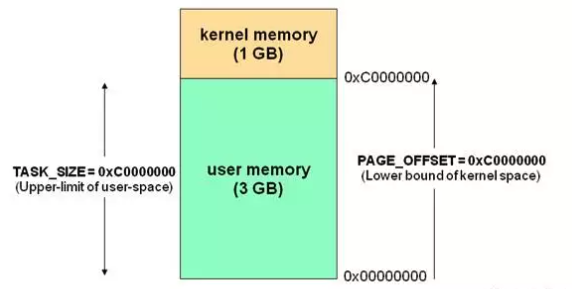 kernel memory
(1 GB)
0xC0000000
TASK_SIZE = 0xC0000000
(Upper-limit of user-space)
user memory
(3 GB)
PAGE_OFFSET = 0xC0000000
(Lower bound of kernel space)
0x00000000